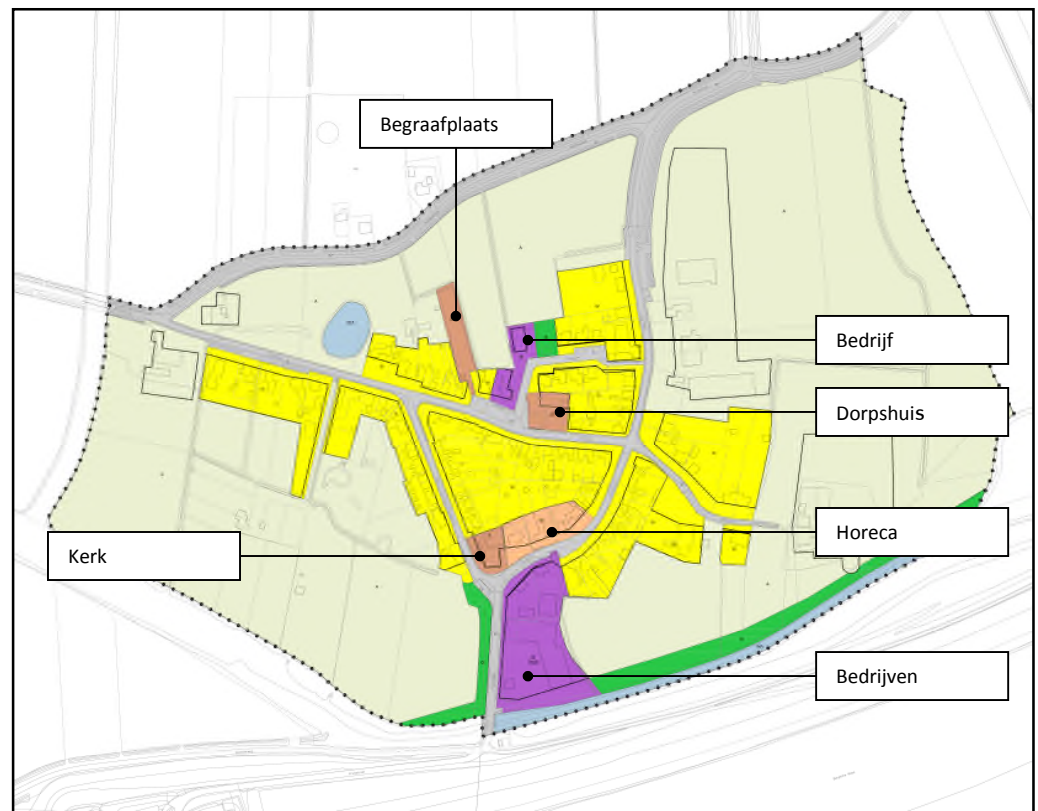 Begraafplaats
Bedrijf
Dorpshuis
Horeca
Kerk
Bedrijven